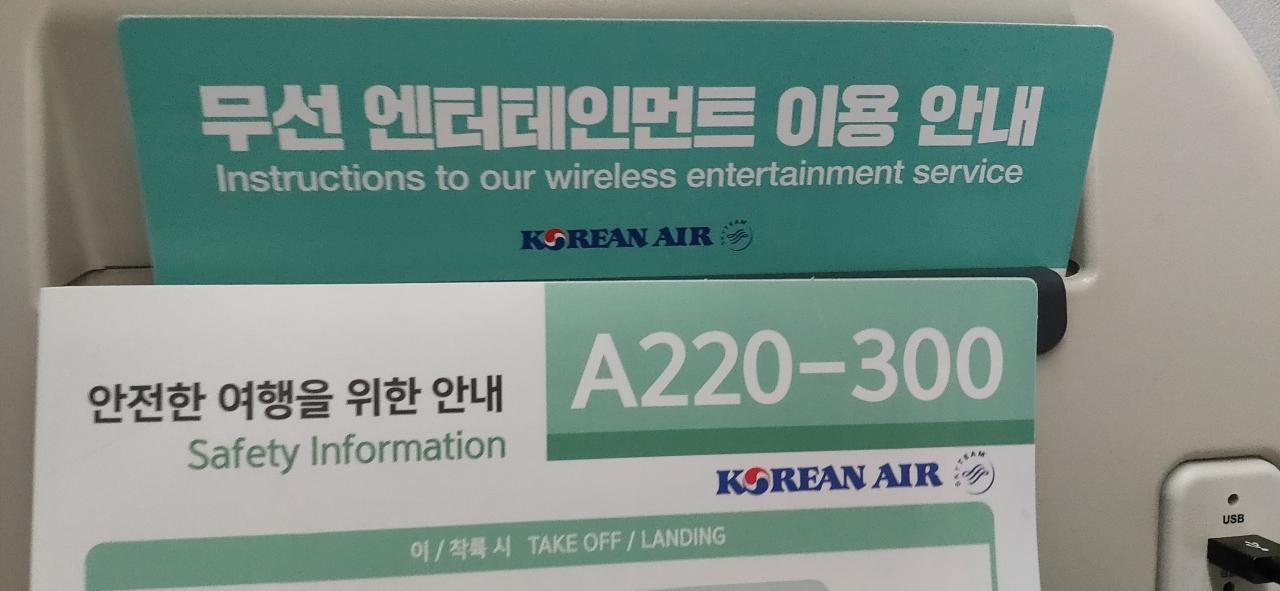 무선 엔터테인먼트 이용 안내
Instructions to our wireless entertainment service
KOREAN AIR SKYTEAM
안전한 여행을 위한 안내
Safety Information
A220-300
KOREAN AIR SKYTEAM
이 / 착륙 시 TAKE OFF / LANDING
USB